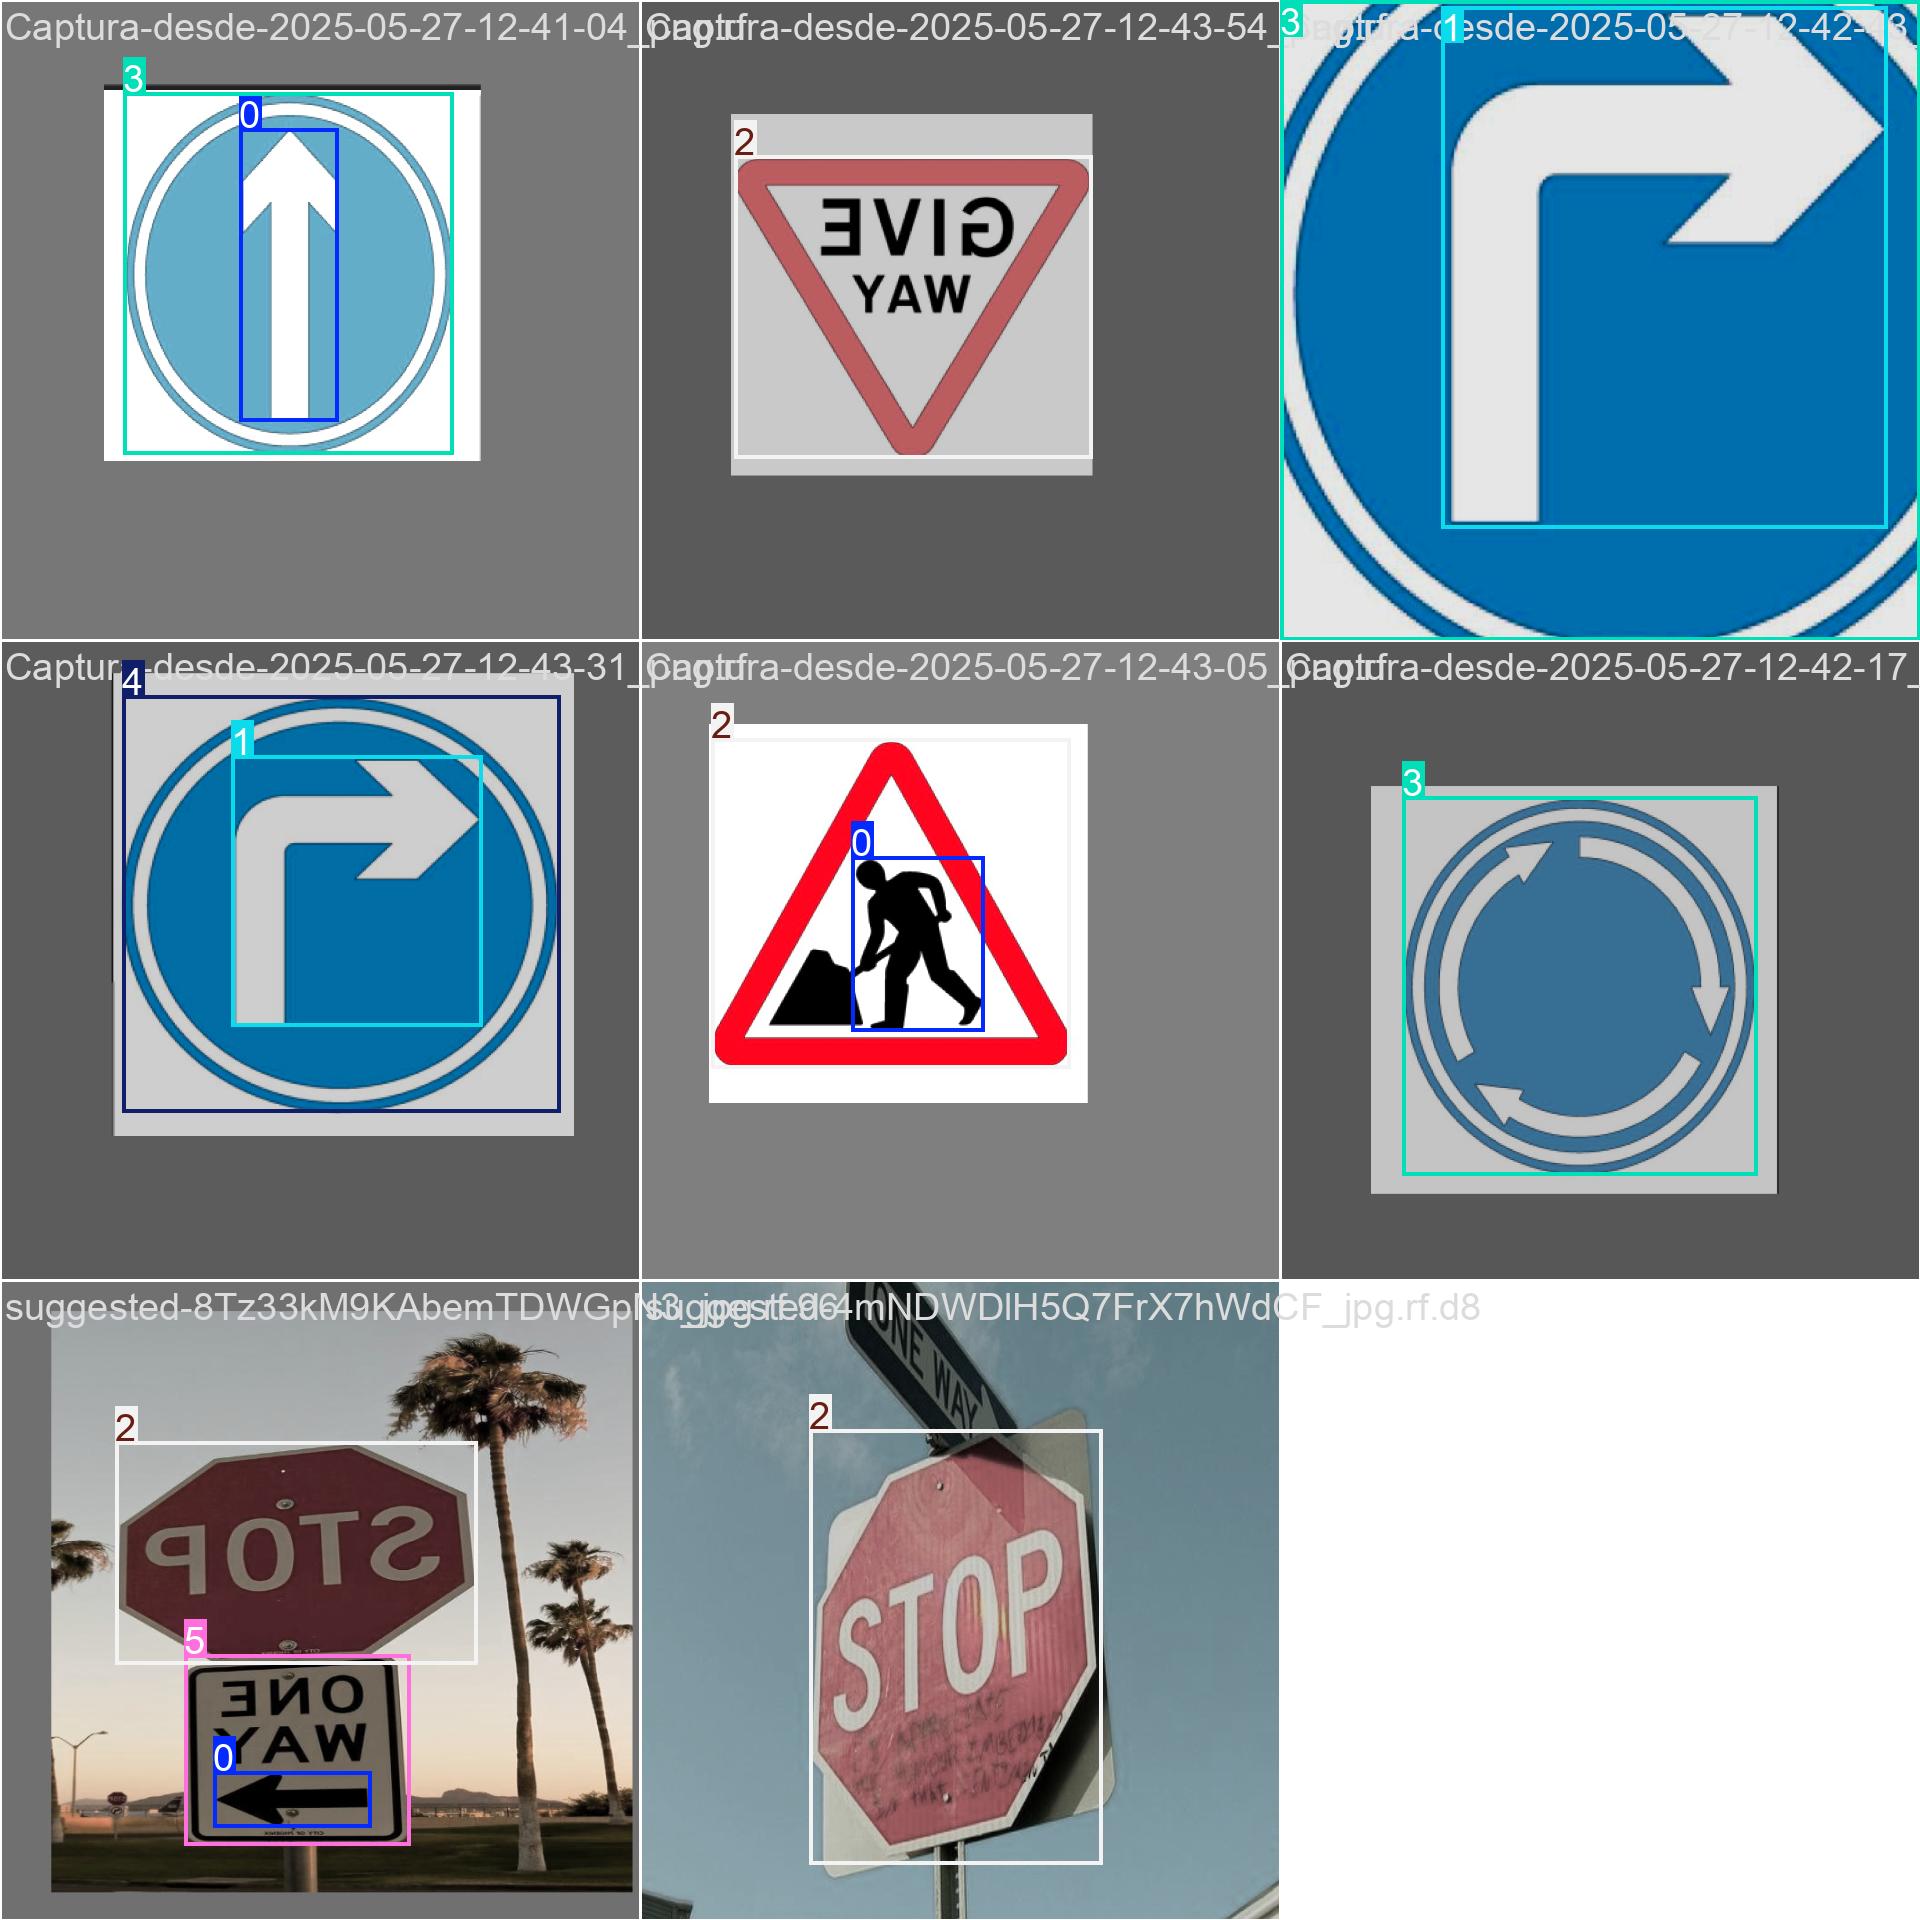 Captura-desde-2025-05-27-12-41-04_png.rf
3
0
Captura-desde-2025-05-27-12-43-54_png.rf
2
GIVE
WAY
Captura-desde-2025-05-27-12-42-43_
3
1
Captura-desde-2025-05-27-12-43-31_png.rf
4
1
Captura-desde-2025-05-27-12-43-05_png.rf
2
0
Captura-desde-2025-05-27-12-42-17_
3
suggested-8Tz33kM9KAbemTDWGpN3_jpg.rf.96
2
STOP
5
ONE
WAY
0
suggested-4mNDWDlH5Q7FrX7hWdCF_jpg.rf.d8
ONE WAY
2
STOP